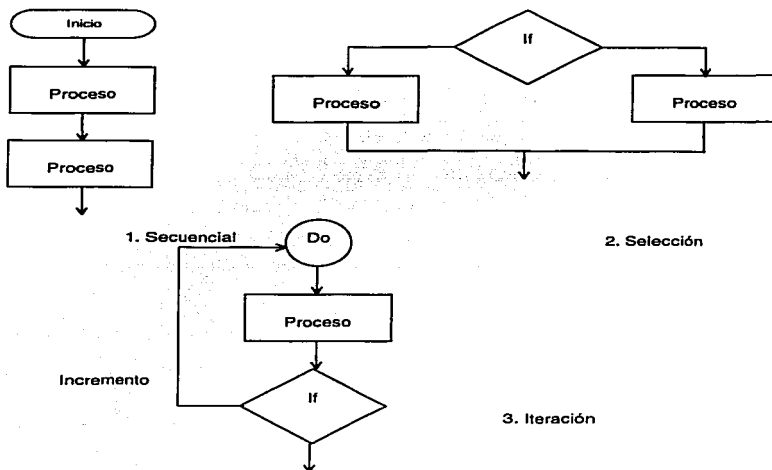 Inicio
Proceso
Proceso
1. Secuencial
If
Proceso
Proceso
2. Selección
Do
Proceso
Incremento
If
3. Iteración